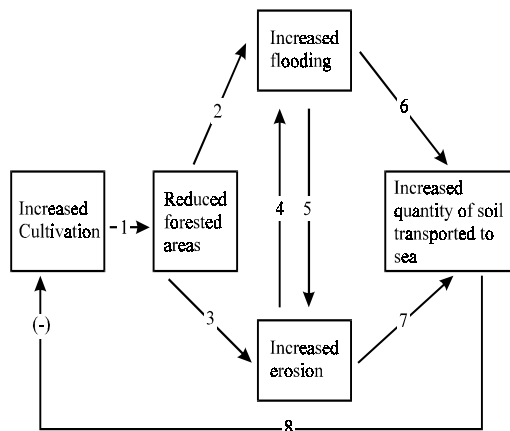 Increased
flooding
2
6
Increased
Cultivation
1
Reduced
forested
areas
4
5
Increased
quantity of soil
transported to
sea
(-)
3
7
Increased
erosion
8